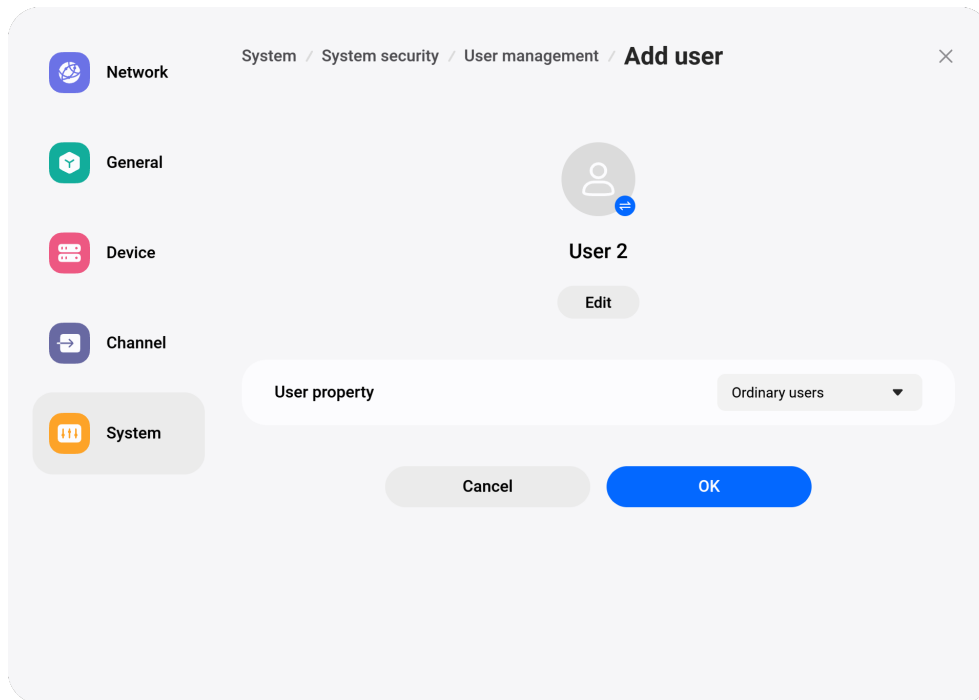 Network
General
Device
Channel
System
System / System security / User management / Add user
User 2
Edit
User property
Ordinary users
Cancel
OK